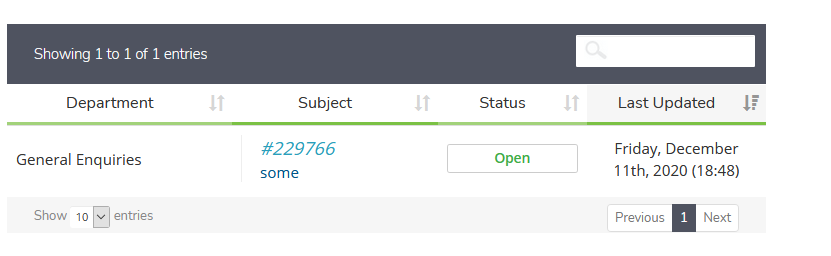 Showing 1 to 1 of 1 entries
Department Subject Status Last Updated
General Enquiries
#229766
some
Open
Friday, December
11th, 2020 (18:48)
Show 10 entries
Previous 1 Next